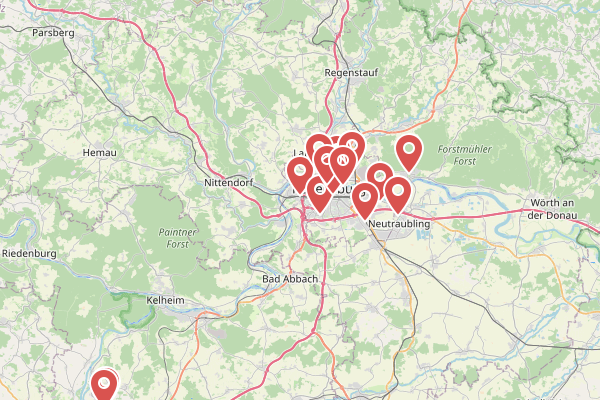 Parsberg
Regenstauf
Hemau
Forstmühler
Forst
Nittendorf
Wörth an
der Donau
Paintner
Forst
Neutraubling
Riedenburg
Bad Abbach
Kelheim